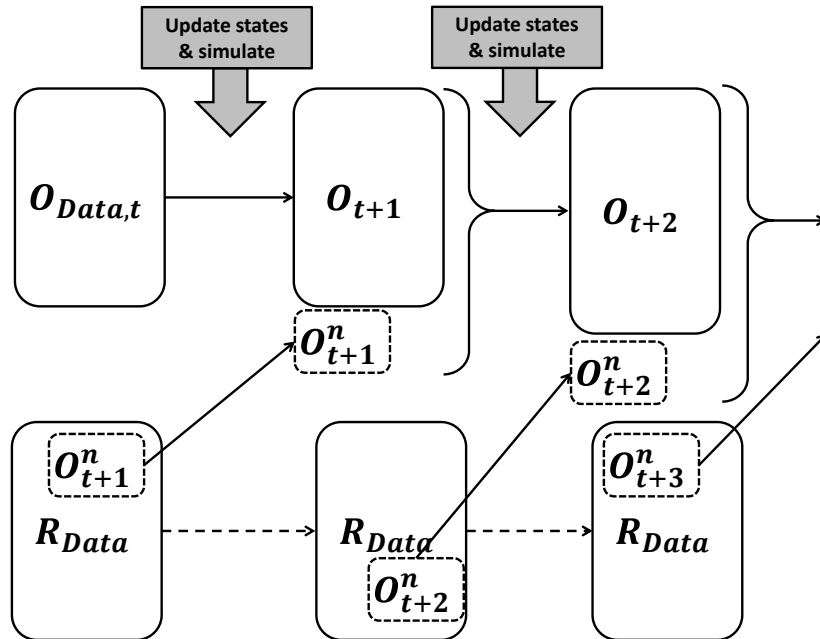 Update states
& simulate
Update states
& simulate
O_{Data,t}
O_{t+1}
O_{t+2}
O^n_{t+1}
O^n_{t+2}
O^n_{t+1}
R_{Data}
R_{Data}
O^n_{t+2}
O^n_{t+3}
R_{Data}